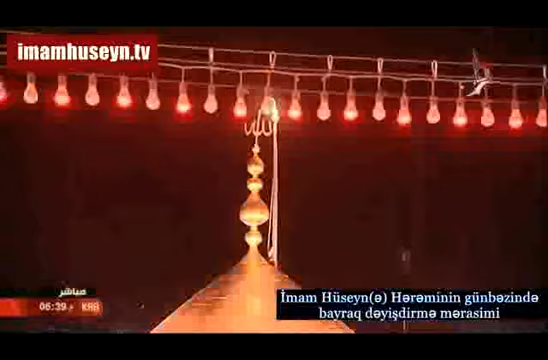 imamhuseyn.tv
مباشر
06:39
KRB
İmam Hüseyn(ə) Hərəminin günbəzində
bayraq dəyişdirmə mərasimi